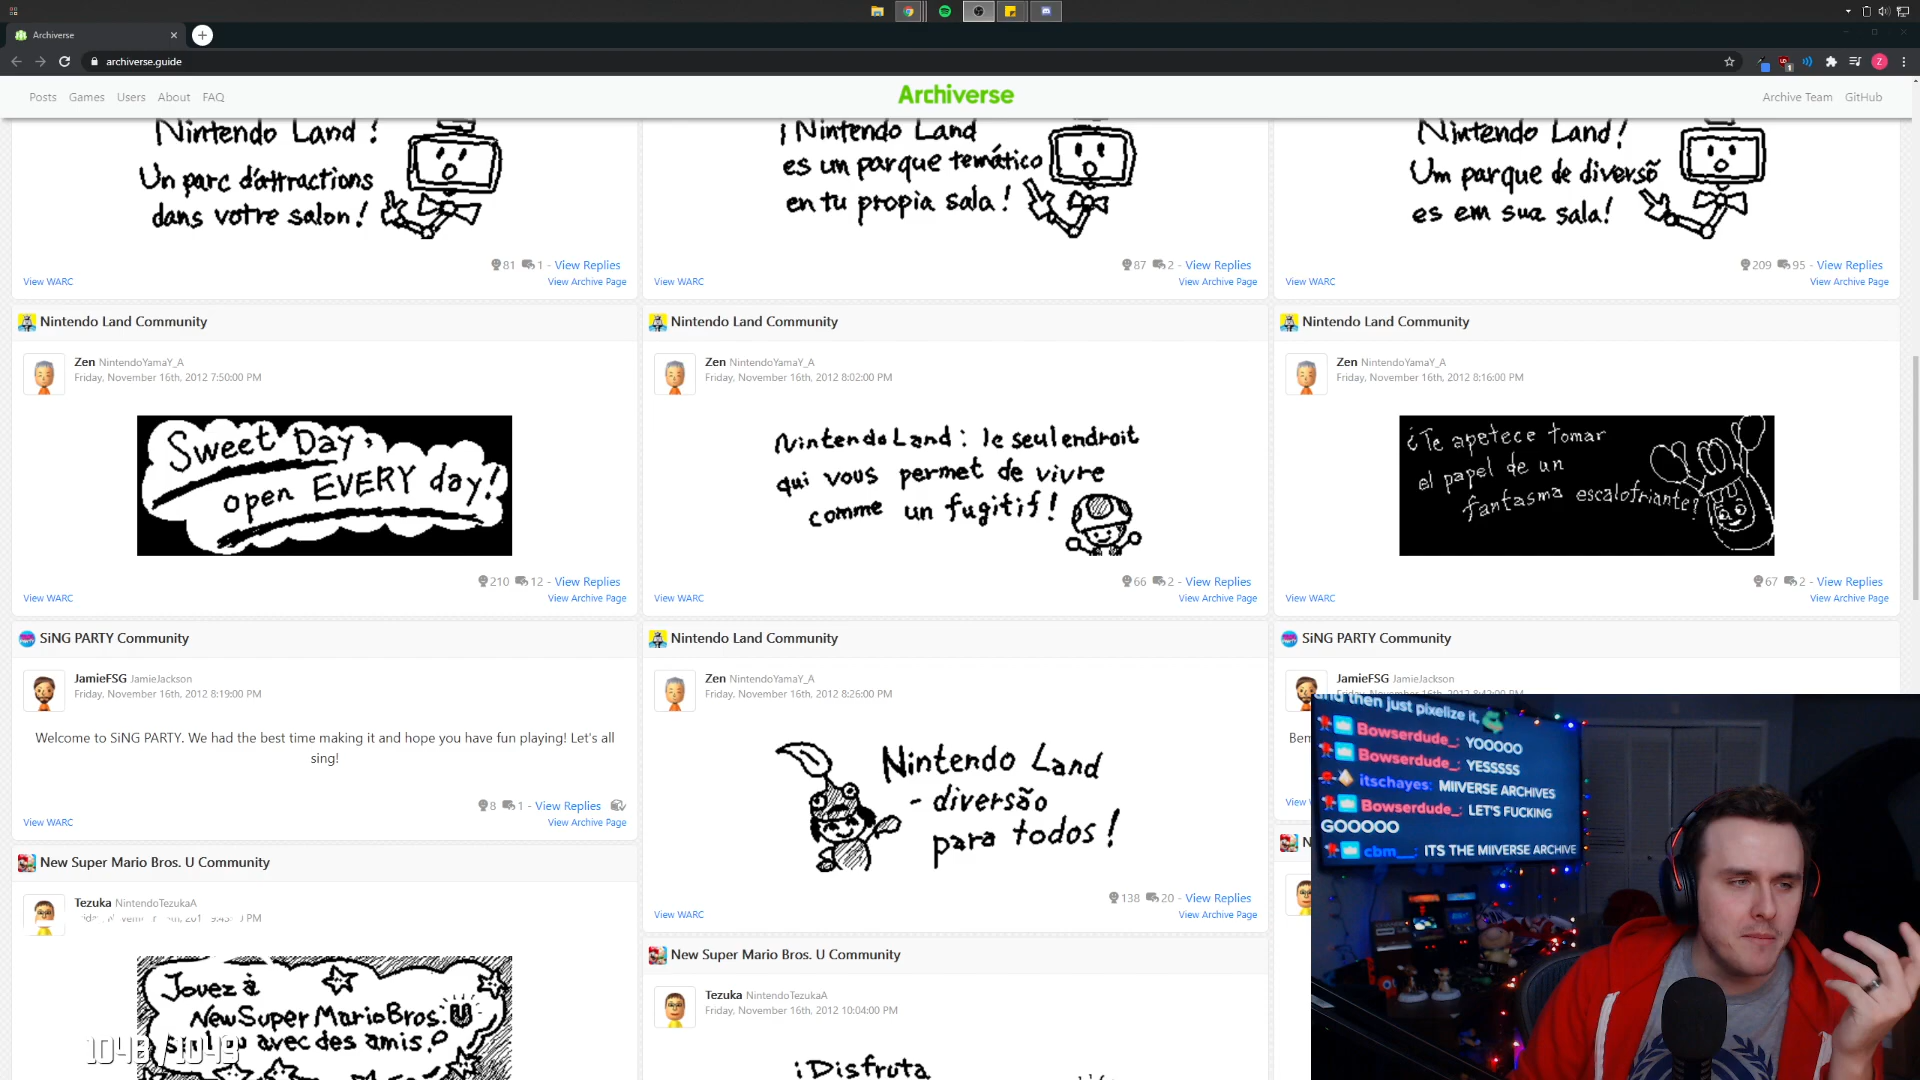 Archiverse
archiverse.guide
Posts Games Users About FAQ
Archiverse
Archive Team GitHub
Nintendo Land !
Un parc d'attractions
dans votre salon !
81 1 - View Replies
View WARC
View Archive Page
¡Nintendo Land
es un parque temático
en tu propia sala !
87 2 - View Replies
View WARC
View Archive Page
Nintendo Land!
Um parque de diversõ
es em sua sala!
209 95 - View Replies
View WARC
View Archive Page
Nintendo Land Community
Zen NintendoYamaY_A
Friday, November 16th, 2012 7:50:00 PM
Sweet Day,
open EVERY day!
210 12 - View Replies
View WARC
View Archive Page
Nintendo Land Community
Zen NintendoYamaY_A
Friday, November 16th, 2012 8:02:00 PM
Nintendo Land : le seul endroit
qui vous permet de vivre
comme un fugitif !
66 2 - View Replies
View WARC
View Archive Page
Nintendo Land Community
Zen NintendoYamaY_A
Friday, November 16th, 2012 8:16:00 PM
¿Te apetece tomar
el papel de un
fantasma escalofriante?
67 2 - View Replies
View WARC
View Archive Page
SiNG PARTY Community
JamieFSG JamieJackson
Friday, November 16th, 2012 8:19:00 PM
Welcome to SiNG PARTY. We had the best time making it and hope you have fun playing! Let's all
sing!
8 1 - View Replies
View WARC
View Archive Page
Nintendo Land Community
Zen NintendoYamaY_A
Friday, November 16th, 2012 8:26:00 PM
Nintendo Land
- diversão
para todos !
138 20 - View Replies
View WARC
View Archive Page
SiNG PARTY Community
JamieFSG JamieJackson
Friday, November 16th, 2012 8:42:00 PM
New Super Mario Bros. U Community
Tezuka NintendoTezukaA
PM
Jouez à
New Super Mario Bros. U
avec des amis!
New Super Mario Bros. U Community
Tezuka NintendoTezukaA
Friday, November 16th, 2012 10:04:00 PM
¡Disfruta
and then just pixelize it,
Bowserdude_: YOOOOO
Bowserdude_: YESSSSS
itschayes: MIIVERSE ARCHIVES
Bowserdude_: LET'S FUCKING
GOOOOO
cbm__: ITS THE MIIVERSE ARCHIVE